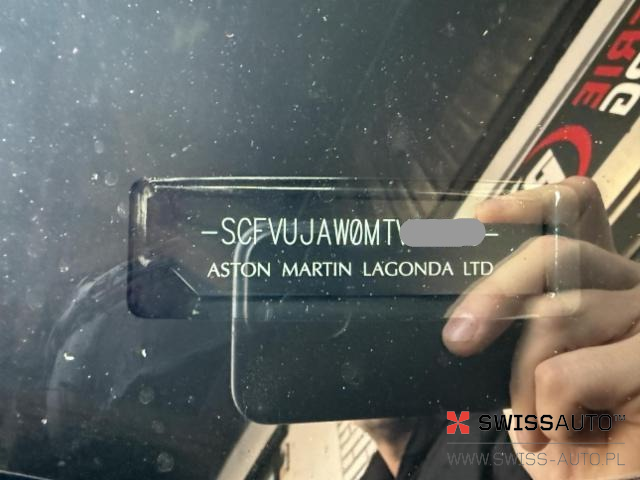 -SCFVUJAW0MTV -
ASTON MARTIN LAGONDA LTD
SWISSAUTO
WWW.SWISS-AUTO.PL